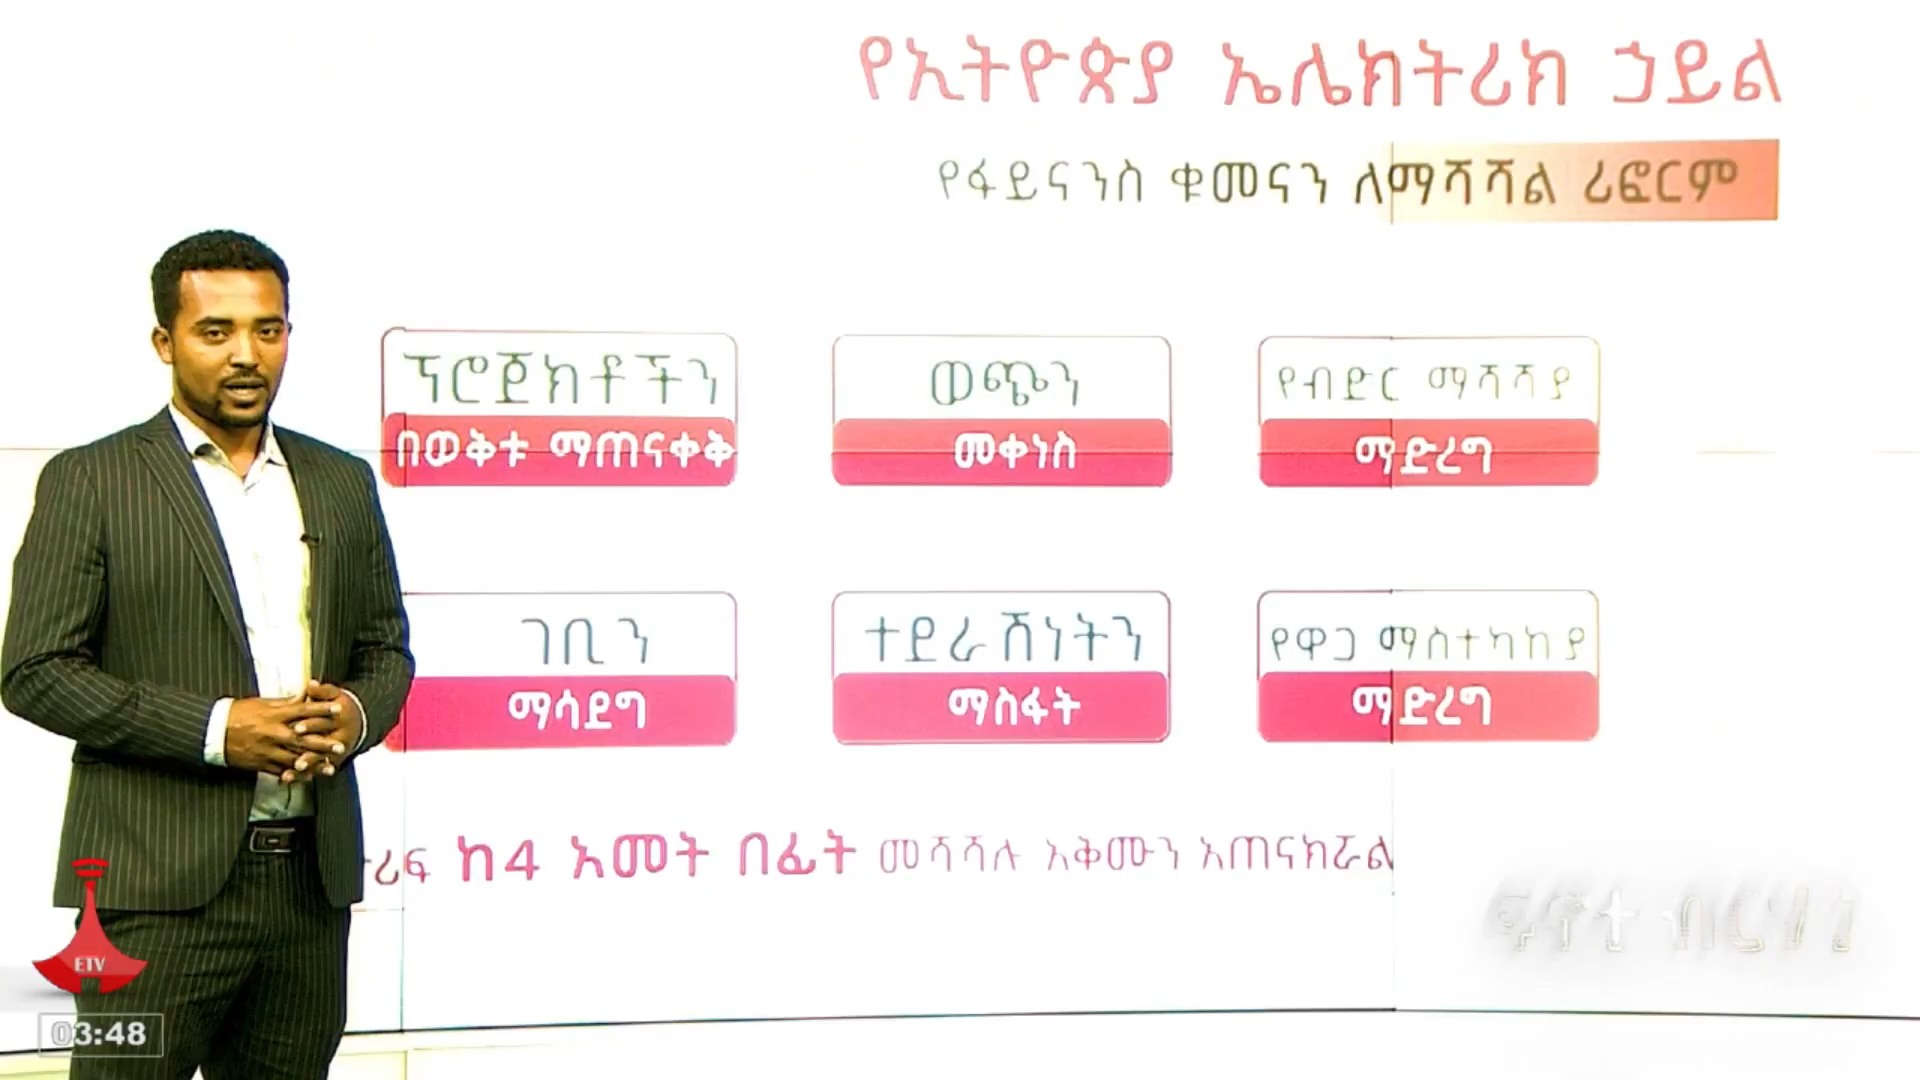 የኢትዮጵያ ኤሌክትሪክ ኃይል
የፋይናንስ ቁመናን ለማሻሻል ሪፎርም
ፕሮጀክቶችን
በወቅቱ ማጠናቀቅ
ወጭን
መቀነስ
የብድር ማሻሻያ
ማድረግ
ገቢን
ማሳደግ
ተደራሽነትን
ማስፋት
የዋጋ ማስተካከያ
ማድረግ
ከ4 አመት በፊት መሻሻሉ አቅሙን አጠናክሯል
ETV
03:48